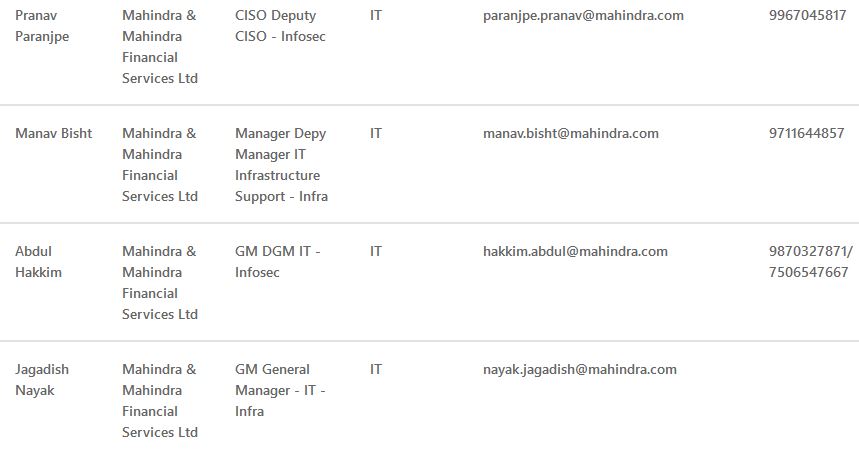 Pranav Paranjpe Mahindra & Mahindra Financial Services Ltd CISO Deputy CISO - Infosec IT paranjpe.pranav@mahindra.com 9967045817
Manav Bisht Mahindra & Mahindra Financial Services Ltd Manager Depy Manager IT Infrastructure Support - Infra IT manav.bisht@mahindra.com 9711644857
Abdul Hakkim Mahindra & Mahindra Financial Services Ltd GM DGM IT - Infosec IT hakkim.abdul@mahindra.com 9870327871/ 7506547667
Jagadish Nayak Mahindra & Mahindra Financial Services Ltd GM General Manager - IT - Infra IT nayak.jagadish@mahindra.com